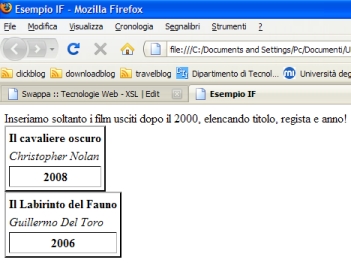 Esempio IF - Mozilla Firefox
File Modifica Visualizza Cronologia Segnalibri Strumenti ?
file:///C:/Documents and Settings/Pc/Documenti/U
clickblog downloadblog travelblog Dipartimento di Tecnol... Università deg
Swappa :: Tecnologie Web - XSL | Edit Esempio IF
Inseriamo soltanto i film usciti dopo il 2000, elencando titolo, regista e anno!
Il cavaliere oscuro
Christopher Nolan
2008
Il Labirinto del Fauno
Guillermo Del Toro
2006